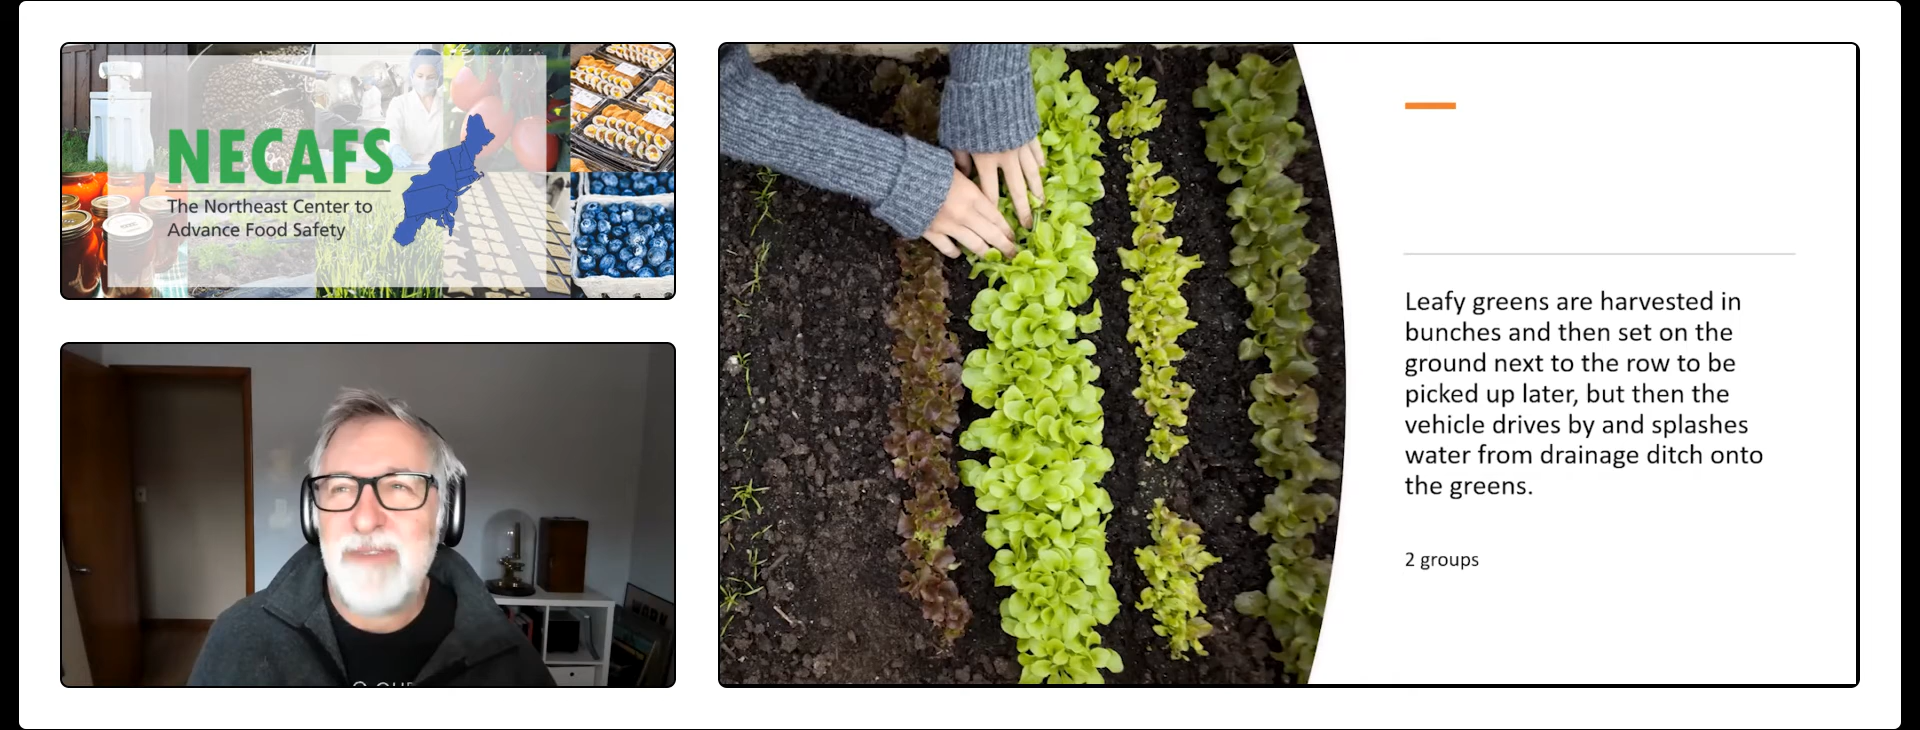 NECAFS
The Northeast Center to
Advance Food Safety
Leafy greens are harvested in
bunches and then set on the
ground next to the row to be
picked up later, but then the
vehicle drives by and splashes
water from drainage ditch onto
the greens.
2 groups